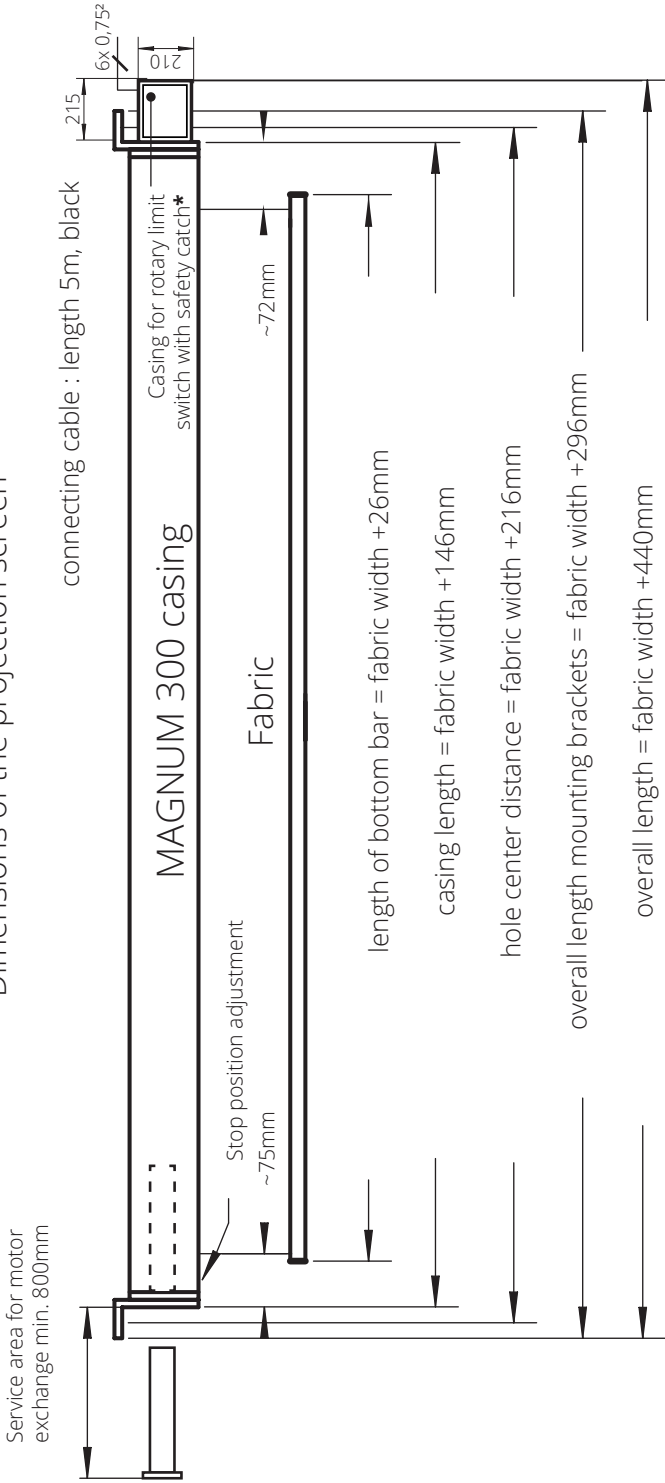 Dimensions of the projection screen
Service area for motor
exchange min. 800mm
connecting cable : length 5m, black
215
6x 0,75²
210
MAGNUM 300 casing
Casing for rotary limit
switch with safety catch*
Stop position adjustment
~75mm
Fabric
~72mm
length of bottom bar = fabric width +26mm
casing length = fabric width +146mm
hole center distance = fabric width +216mm
overall length mounting brackets = fabric width +296mm
overall length = fabric width +440mm